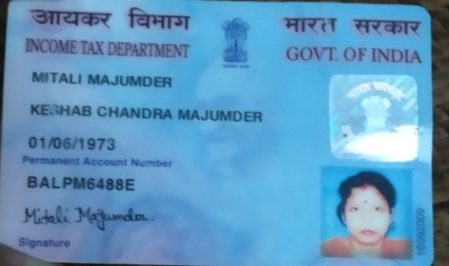 आयकर विभाग
भारत सरकार
INCOME TAX DEPARTMENT
GOVT. OF INDIA
MITALI MAJUMDER
KESHAB CHANDRA MAJUMDER
01/06/1973
Permanent Account Number
BALPM6488E
Mitali Majumder.
Signature
16092009